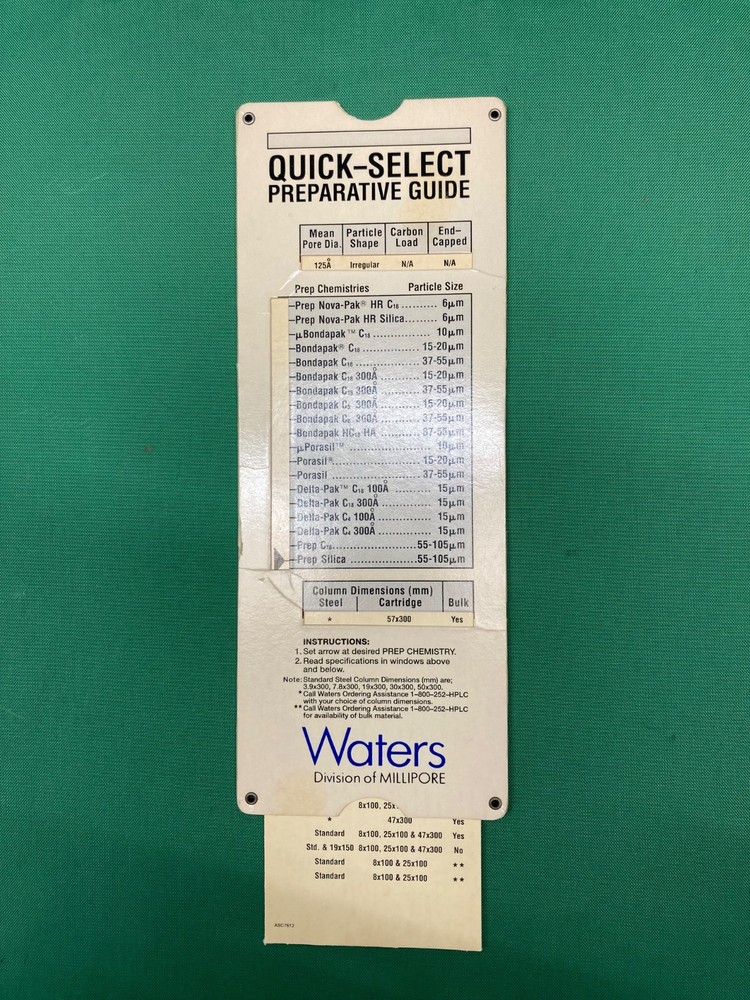 QUICK–SELECT
PREPARATIVE GUIDE
Mean Pore Dia. Particle Shape Carbon Load End–Capped
125Å Irregular N/A N/A
Prep Chemistries Particle Size
Prep Nova-Pak® HR C₁₈ .......... 6μm
Prep Nova-Pak HR Silica......... 6μm
μBondapak™ C₁₈ ................. 10μm
Bondapak® C₁₈ ................ 15-20μm
Bondapak C₁₈ ................. 37-55μm
Bondapak C₁₈ 300Å ........... 15-20μm
Bondapak C₁₈ 300Å ........... 37-55μm
Bondapak 300Å ........... 15-20μm
Bondapak 300Å ........... 37-55μm
Bondapak HC₁₈ HA ........... 37-55μm
μPorasil™ ..................... 10μm
Porasil®...................... 15-20μm
Porasil ....................... 37-55μm
Delta-Pak™ C₁₈ 100Å ......... 15μm
Delta-Pak C₁₈ 300Å ............ 15μm
Delta-Pak C₄ 100Å ............. 15μm
Delta-Pak C₄ 300Å ............. 15μm
Prep C₁₈.................... 55-105μm
Prep Silica ................ 55-105μm
Column Dimensions (mm)
Steel Cartridge Bulk
* 57x300 Yes
INSTRUCTIONS:
1. Set arrow at desired PREP CHEMISTRY.
2. Read specifications in windows above
and below.
Note: Standard Steel Column Dimensions (mm) are;
3.9x300, 7.8x300, 19x300, 30x300, 50x300.
* Call Waters Ordering Assistance 1–800–252–HPLC
with your choice of column dimensions.
** Call Waters Ordering Assistance 1–800–252–HPLC
for availability of bulk material.
Waters
Division of MILLIPORE
8x100,
* 47x300 Yes
Standard 8x100, 25x100 & 47x300 Yes
Std. & 19x150 8x100, 25x100 & 47x300 No
Standard 8x100 & 25x100 **
Standard 8x100 & 25x100 **